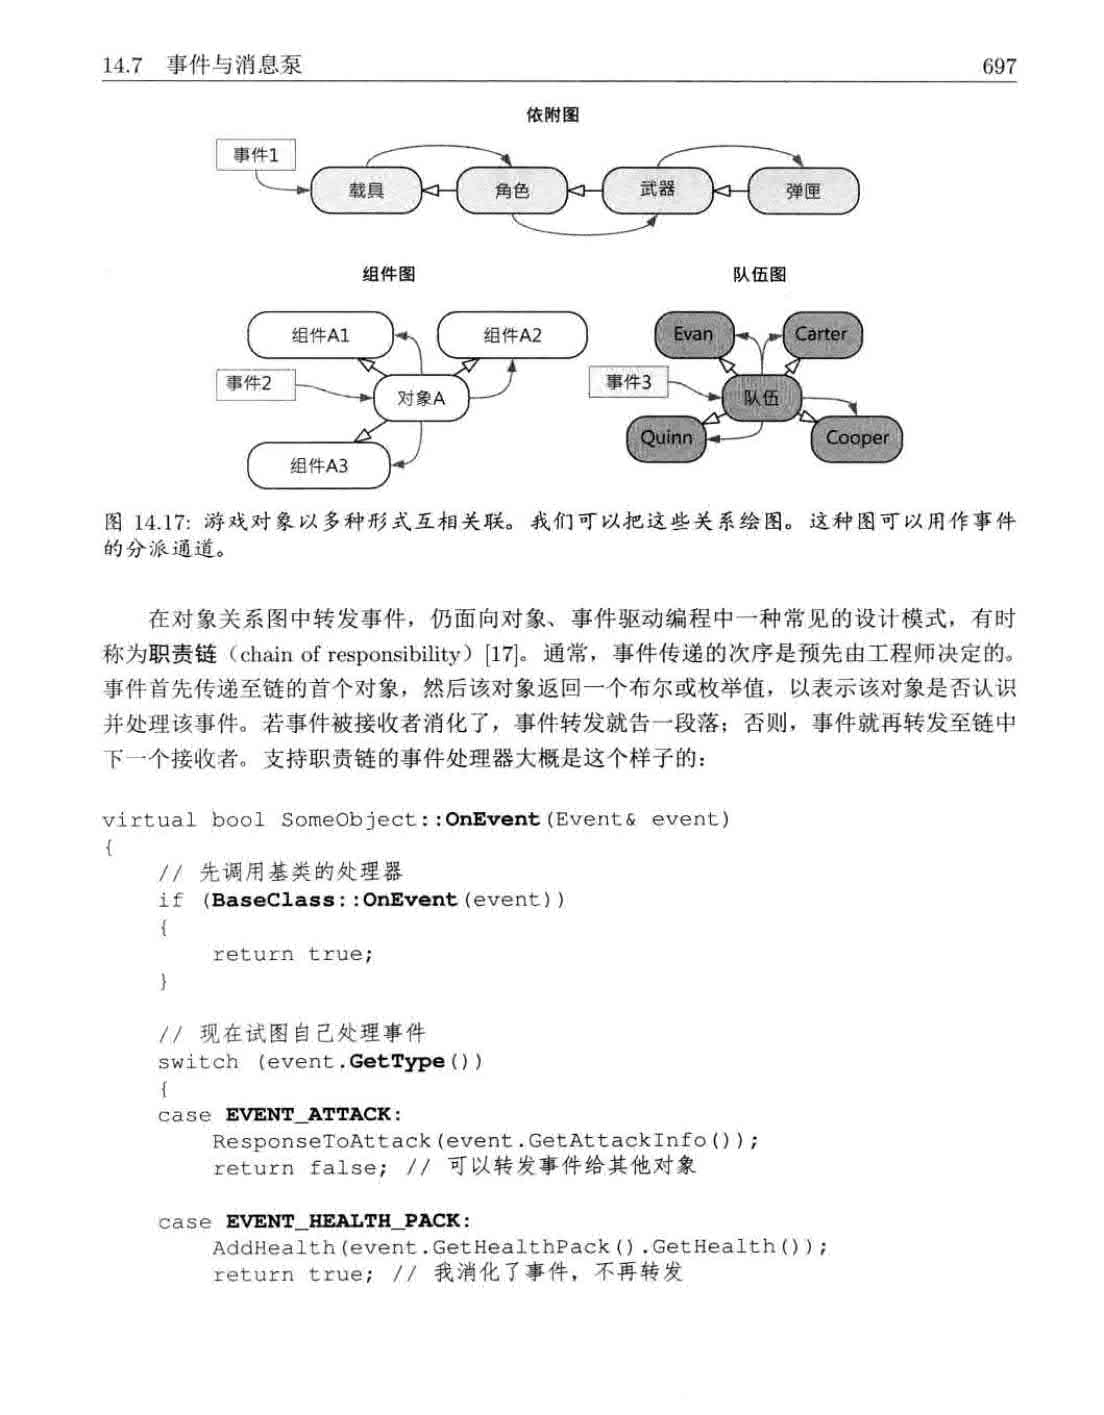 14.7 事件与消息泵 697
依附图
事件1
载具 角色 武器 弹匣
组件图 队伍图
组件A1 组件A2 Evan Carter
事件2 对象A 事件3 队伍
组件A3 Quinn Cooper
图 14.17: 游戏对象以多种形式互相关联。我们可以把这些关系绘图。这种图可以用作事件
的分派通道。
在对象关系图中转发事件，仍面向对象、事件驱动编程中一种常见的设计模式，有时
称为职责链（chain of responsibility）[17]。通常，事件传递的次序是预先由工程师决定的。
事件首先传递至链的首个对象，然后该对象返回一个布尔或枚举值，以表示该对象是否认识
并处理该事件。若事件被接收者消化了，事件转发就告一段落；否则，事件就再转发至链中
下一个接收者。支持职责链的事件处理器大概是这个样子的：
virtual bool SomeObject::OnEvent(Event& event)
{
// 先调用基类的处理器
if (BaseClass::OnEvent(event))
{
return true;
}
// 现在试图自己处理事件
switch (event.GetType())
{
case EVENT_ATTACK:
ResponseToAttack(event.GetAttackInfo());
return false; // 可以转发事件给其他对象
case EVENT_HEALTH_PACK:
AddHealth(event.GetHealthPack().GetHealth());
return true; // 我消化了事件，不再转发